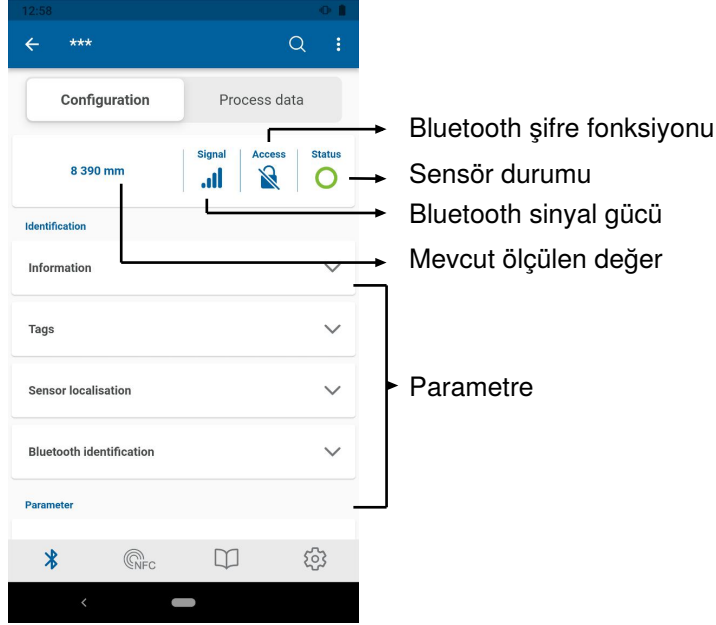 12:58
***
Configuration Process data
Bluetooth şifre fonksiyonu
Signal Access Status
8 390 mm
Sensör durumu
Bluetooth sinyal gücü
Identification
Mevcut ölçülen değer
Information
Tags
Sensor localisation
Parametre
Bluetooth identification
Parameter
NFC